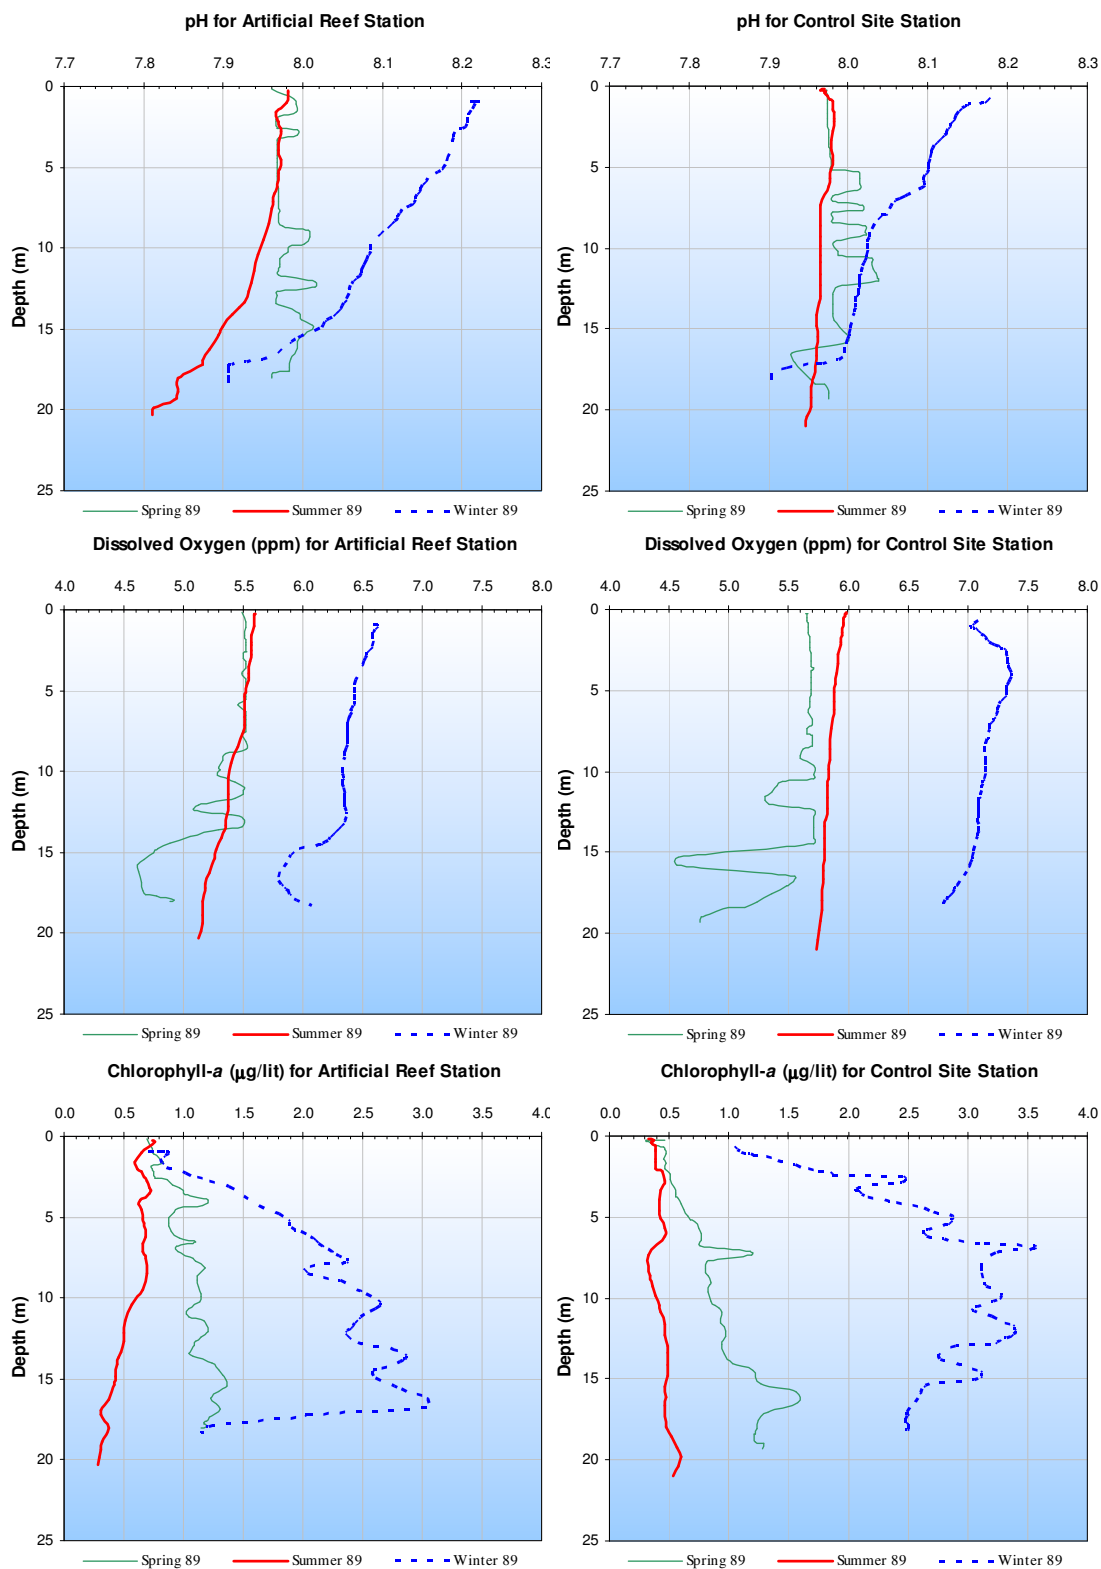 pH for Artificial Reef Station
7.7 7.8 7.9 8.0 8.1 8.2 8.3
0
5
10
15
20
25
Depth (m)
Spring 89 Summer 89 Winter 89
pH for Control Site Station
7.7 7.8 7.9 8.0 8.1 8.2 8.3
0
5
10
15
20
25
Depth (m)
Spring 89 Summer 89 Winter 89
Dissolved Oxygen (ppm) for Artificial Reef Station
4.0 4.5 5.0 5.5 6.0 6.5 7.0 7.5 8.0
0
5
10
15
20
25
Depth (m)
Spring 89 Summer 89 Winter 89
Dissolved Oxygen (ppm) for Control Site Station
4.0 5.0 5.5 6.0 6.5 7.0 7.5 8.0
0
5
10
15
20
25
Depth (m)
Spring 89 Summer 89 Winter 89
Chlorophyll-a (µg/lit) for Artificial Reef Station
0.0 0.5 1.0 1.5 2.0 2.5 3.0 3.5 4.0
0
5
10
15
20
25
Depth (m)
Spring 89 Summer 89 Winter 89
Chlorophyll-a (µg/lit) for Control Site Station
0.0 0.5 1.0 1.5 2.0 2.5 3.0 3.5 4.0
0
5
10
15
20
25
Depth (m)
Spring 89 Summer 89 Winter 89